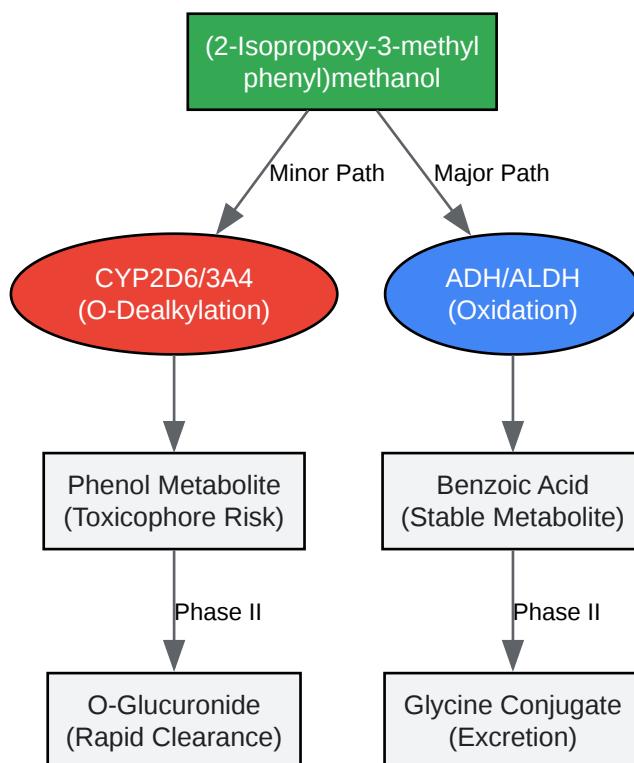 (2-Isopropoxy-3-methyl
phenyl)methanol
Minor Path
Major Path
CYP2D6/3A4
(O-Dealkylation)
ADH/ALDH
(Oxidation)
Phenol Metabolite
(Toxicophore Risk)
Benzoic Acid
(Stable Metabolite)
Phase II
Phase II
O-Glucuronide
(Rapid Clearance)
Glycine Conjugate
(Excretion)